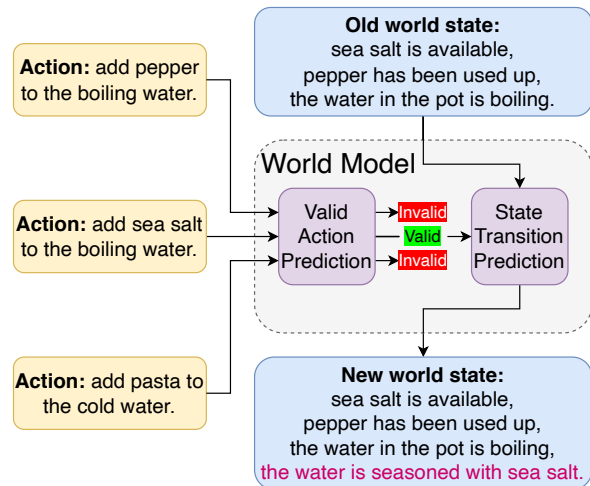 Action: add pepper
to the boiling water.
Action: add sea salt
to the boiling water.
Action: add pasta to
the cold water.
Old world state:
sea salt is available,
pepper has been used up,
the water in the pot is boiling.
World Model
Valid
Action
Prediction
Invalid
Valid
Invalid
State
Transition
Prediction
New world state:
sea salt is available,
pepper has been used up,
the water in the pot is boiling,
the water is seasoned with sea salt.